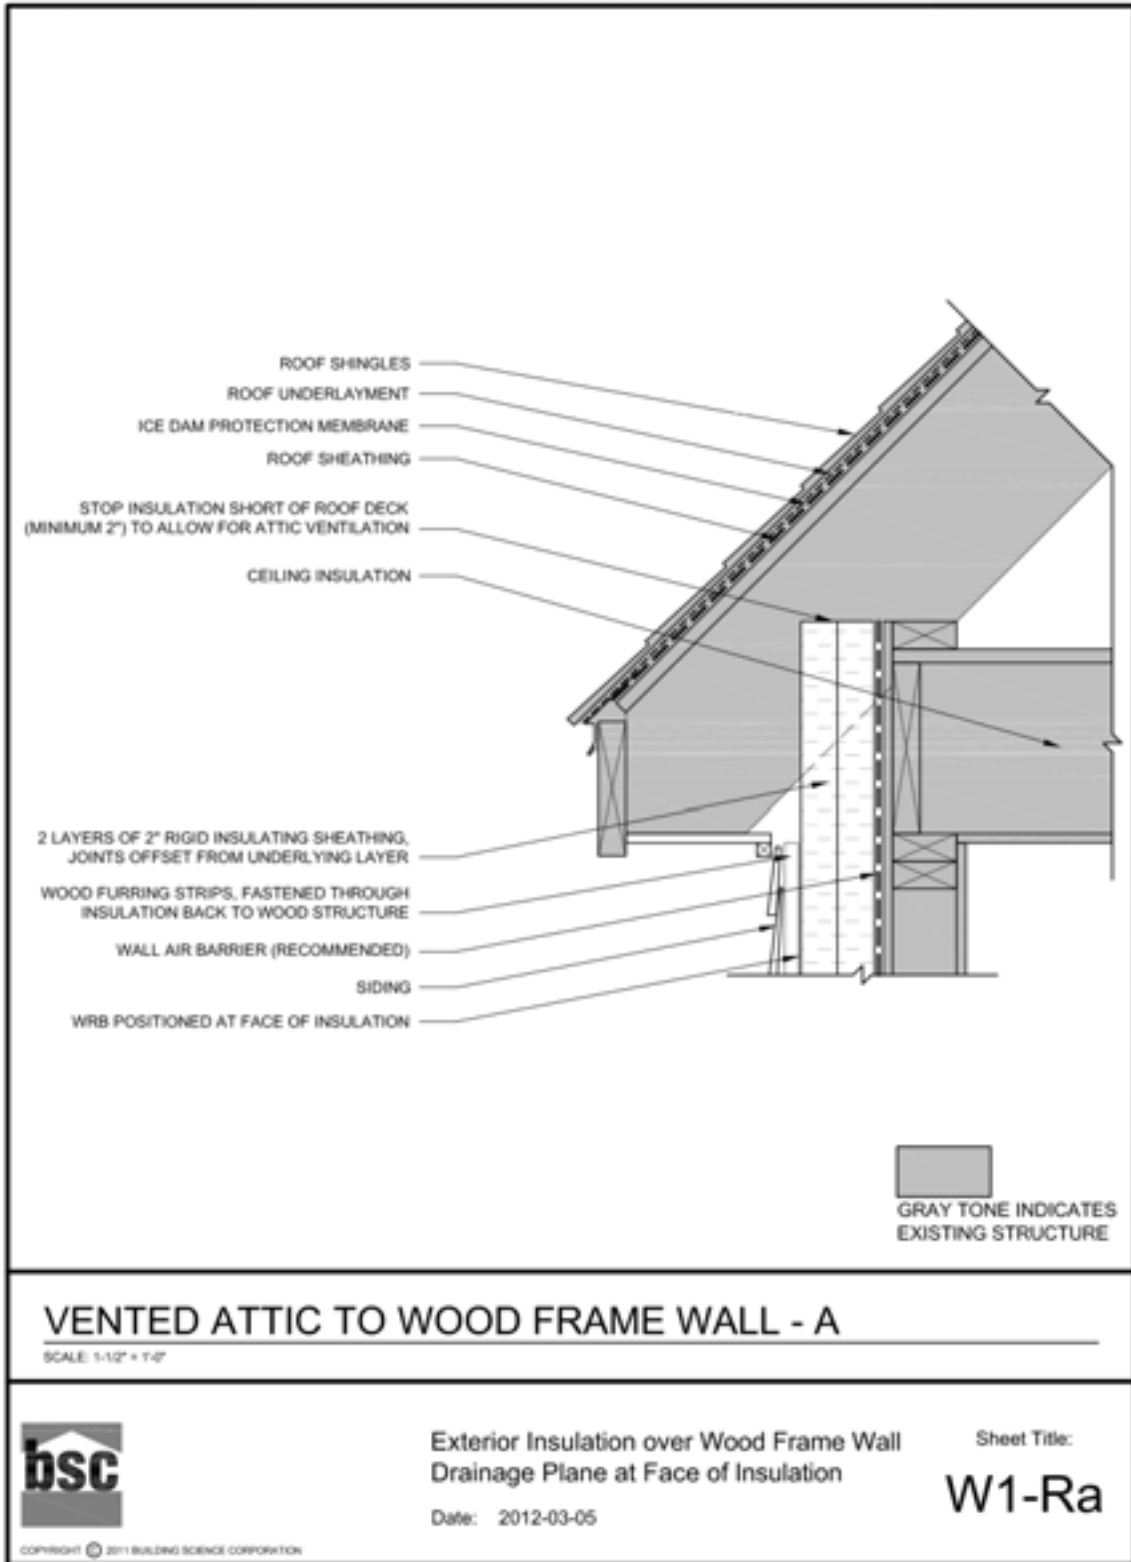 ROOF SHINGLES
ROOF UNDERLAYMENT
ICE DAM PROTECTION MEMBRANE
ROOF SHEATHING
STOP INSULATION SHORT OF ROOF DECK
(MINIMUM 2") TO ALLOW FOR ATTIC VENTILATION
CEILING INSULATION
2 LAYERS OF 2" RIGID INSULATING SHEATHING,
JOINTS OFFSET FROM UNDERLYING LAYER
WOOD FURRING STRIPS, FASTENED THROUGH
INSULATION BACK TO WOOD STRUCTURE
WALL AIR BARRIER (RECOMMENDED)
SIDING
WRB POSITIONED AT FACE OF INSULATION
GRAY TONE INDICATES
EXISTING STRUCTURE
VENTED ATTIC TO WOOD FRAME WALL - A
SCALE: 1-1/2" = 1'-0"
bsc
Exterior Insulation over Wood Frame Wall
Drainage Plane at Face of Insulation
Date: 2012-03-05
Sheet Title:
W1-Ra
COPYRIGHT © 2011 BUILDING SCIENCE CORPORATION